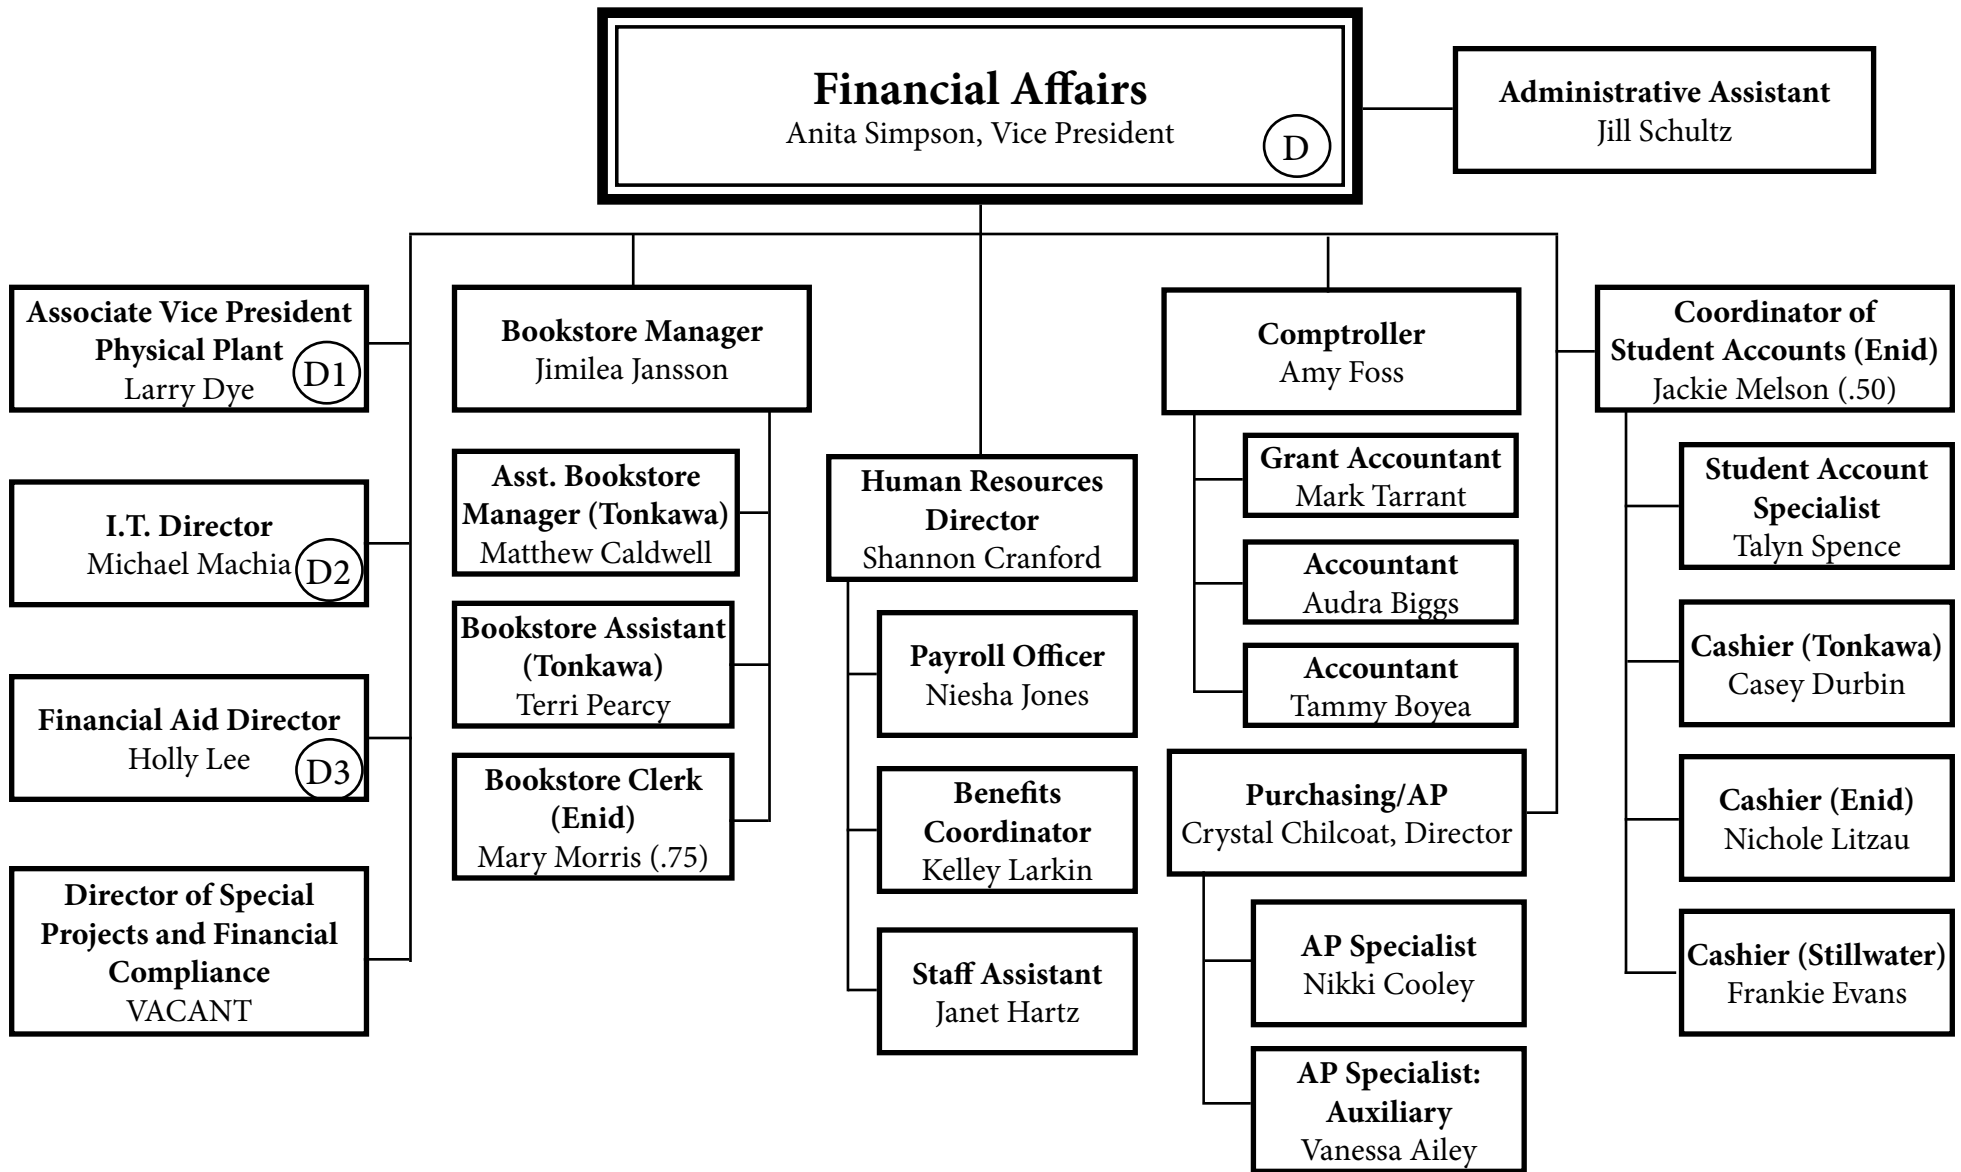 Financial Affairs
Anita Simpson, Vice President
D
Administrative Assistant
Jill Schultz
Associate Vice President
Physical Plant
Larry Dye
D1
I.T. Director
Michael Machia
D2
Financial Aid Director
Holly Lee
D3
Director of Special
Projects and Financial
Compliance
VACANT
Bookstore Manager
Jimilea Jansson
Asst. Bookstore
Manager (Tonkawa)
Matthew Caldwell
Bookstore Assistant
(Tonkawa)
Terri Pearcy
Bookstore Clerk
(Enid)
Mary Morris (.75)
Human Resources
Director
Shannon Cranford
Payroll Officer
Niesha Jones
Benefits
Coordinator
Kelley Larkin
Staff Assistant
Janet Hartz
Comptroller
Amy Foss
Grant Accountant
Mark Tarrant
Accountant
Audra Biggs
Accountant
Tammy Boyea
Purchasing/AP
Crystal Chilcoat, Director
AP Specialist
Nikki Cooley
AP Specialist:
Auxiliary
Vanessa Ailey
Coordinator of
Student Accounts (Enid)
Jackie Melson (.50)
Student Account
Specialist
Talyn Spence
Cashier (Tonkawa)
Casey Durbin
Cashier (Enid)
Nichole Litzau
Cashier (Stillwater)
Frankie Evans